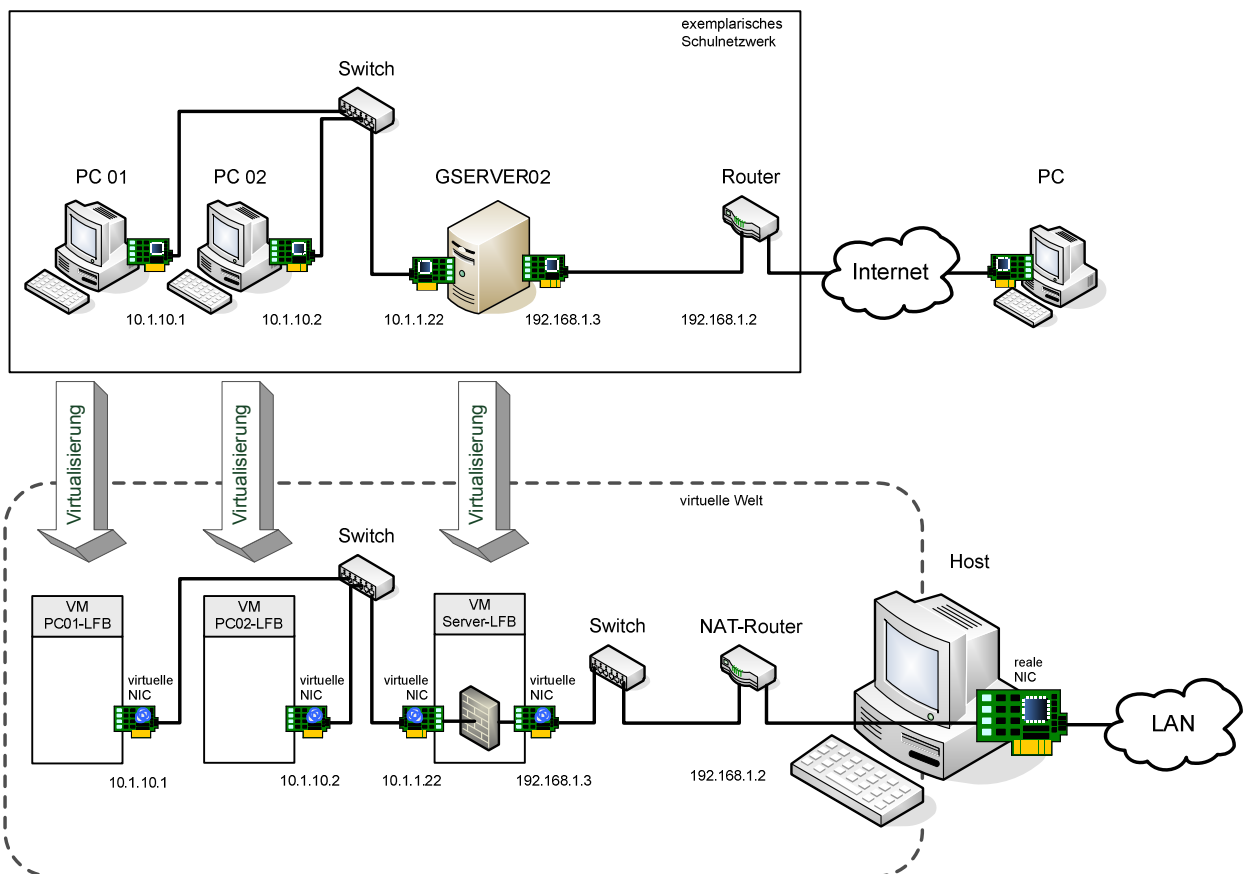 exemplarisches
Schulnetzwerk
Switch
PC 01
PC 02
GSERVER02
Router
PC
Internet
10.1.10.1
10.1.10.2
10.1.1.22
192.168.1.3
192.168.1.2
Virtualisierung
Virtualisierung
Virtualisierung
virtuelle Welt
Switch
Host
VM
PC01-LFB
VM
PC02-LFB
VM
Server-LFB
Switch
NAT-Router
virtuelle
NIC
virtuelle
NIC
virtuelle
NIC
virtuelle
NIC
reale
NIC
LAN
10.1.10.1
10.1.10.2
10.1.1.22
192.168.1.3
192.168.1.2